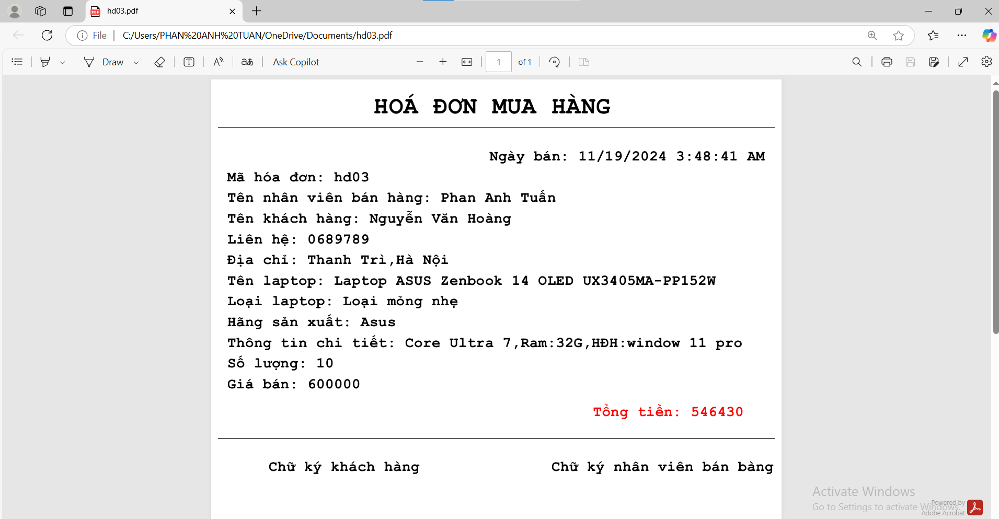 hd03.pdf
File
C:/Users/PHAN%20ANH%20TUAN/OneDrive/Documents/hd03.pdf
Draw
aあ
Ask Copilot
1 of 1
HOÁ ĐƠN MUA HÀNG
Ngày bán: 11/19/2024 3:48:41 AM
Mã hóa đơn: hd03
Tên nhân viên bán hàng: Phan Anh Tuấn
Tên khách hàng: Nguyễn Văn Hoàng
Liên hệ: 0689789
Địa chỉ: Thanh Trì,Hà Nội
Tên laptop: Laptop ASUS Zenbook 14 OLED UX3405MA-PP152W
Loại laptop: Loại mỏng nhẹ
Hãng sản xuất: Asus
Thông tin chi tiết: Core Ultra 7,Ram:32G,HĐH:window 11 pro
Số lượng: 10
Giá bán: 600000
Tổng tiền: 546430
Chữ ký khách hàng
Chữ ký nhân viên bán bàng
Activate Windows
Go to Settings to activate Windows.
Powered by
Adobe Acrobat